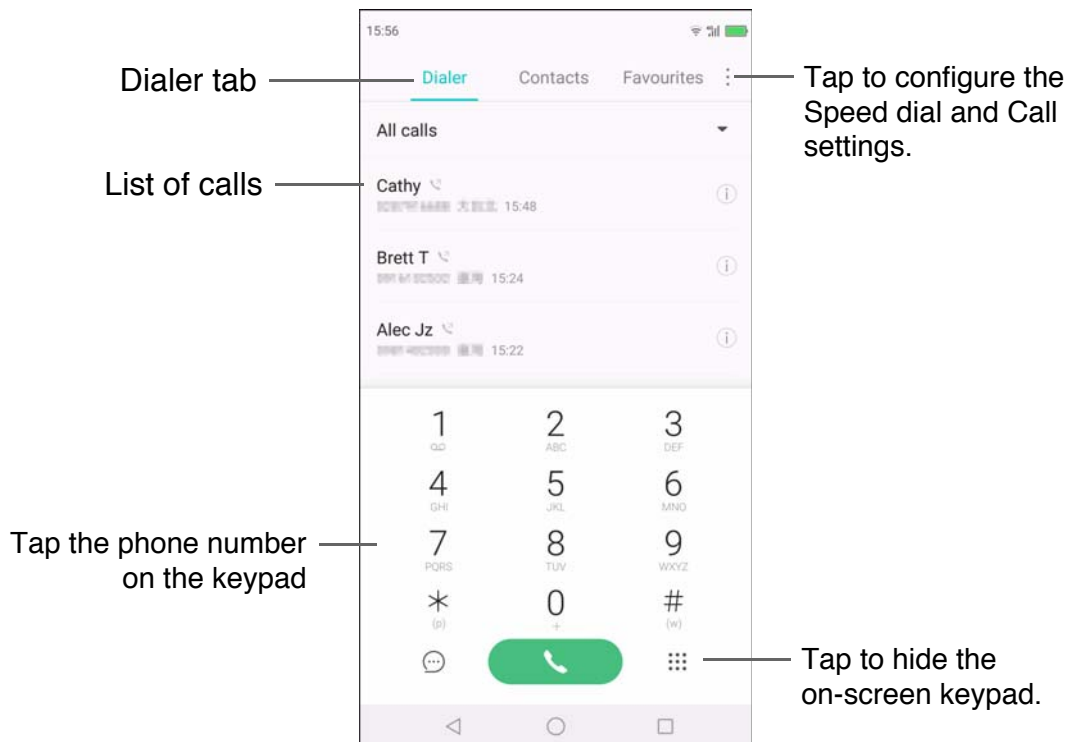 15:56
Dialer tab
Dialer Contacts Favourites
Tap to configure the
Speed dial and Call
settings.
All calls
List of calls
Cathy
15:48
Brett T
15:24
Alec Jz
15:22
1 2 3
ABC DEF
4 5 6
GHI JKL MNO
Tap the phone number
on the keypad
7 8 9
PQRS TUV WXYZ
* 0 #
(p) + (w)
Tap to hide the
on-screen keypad.